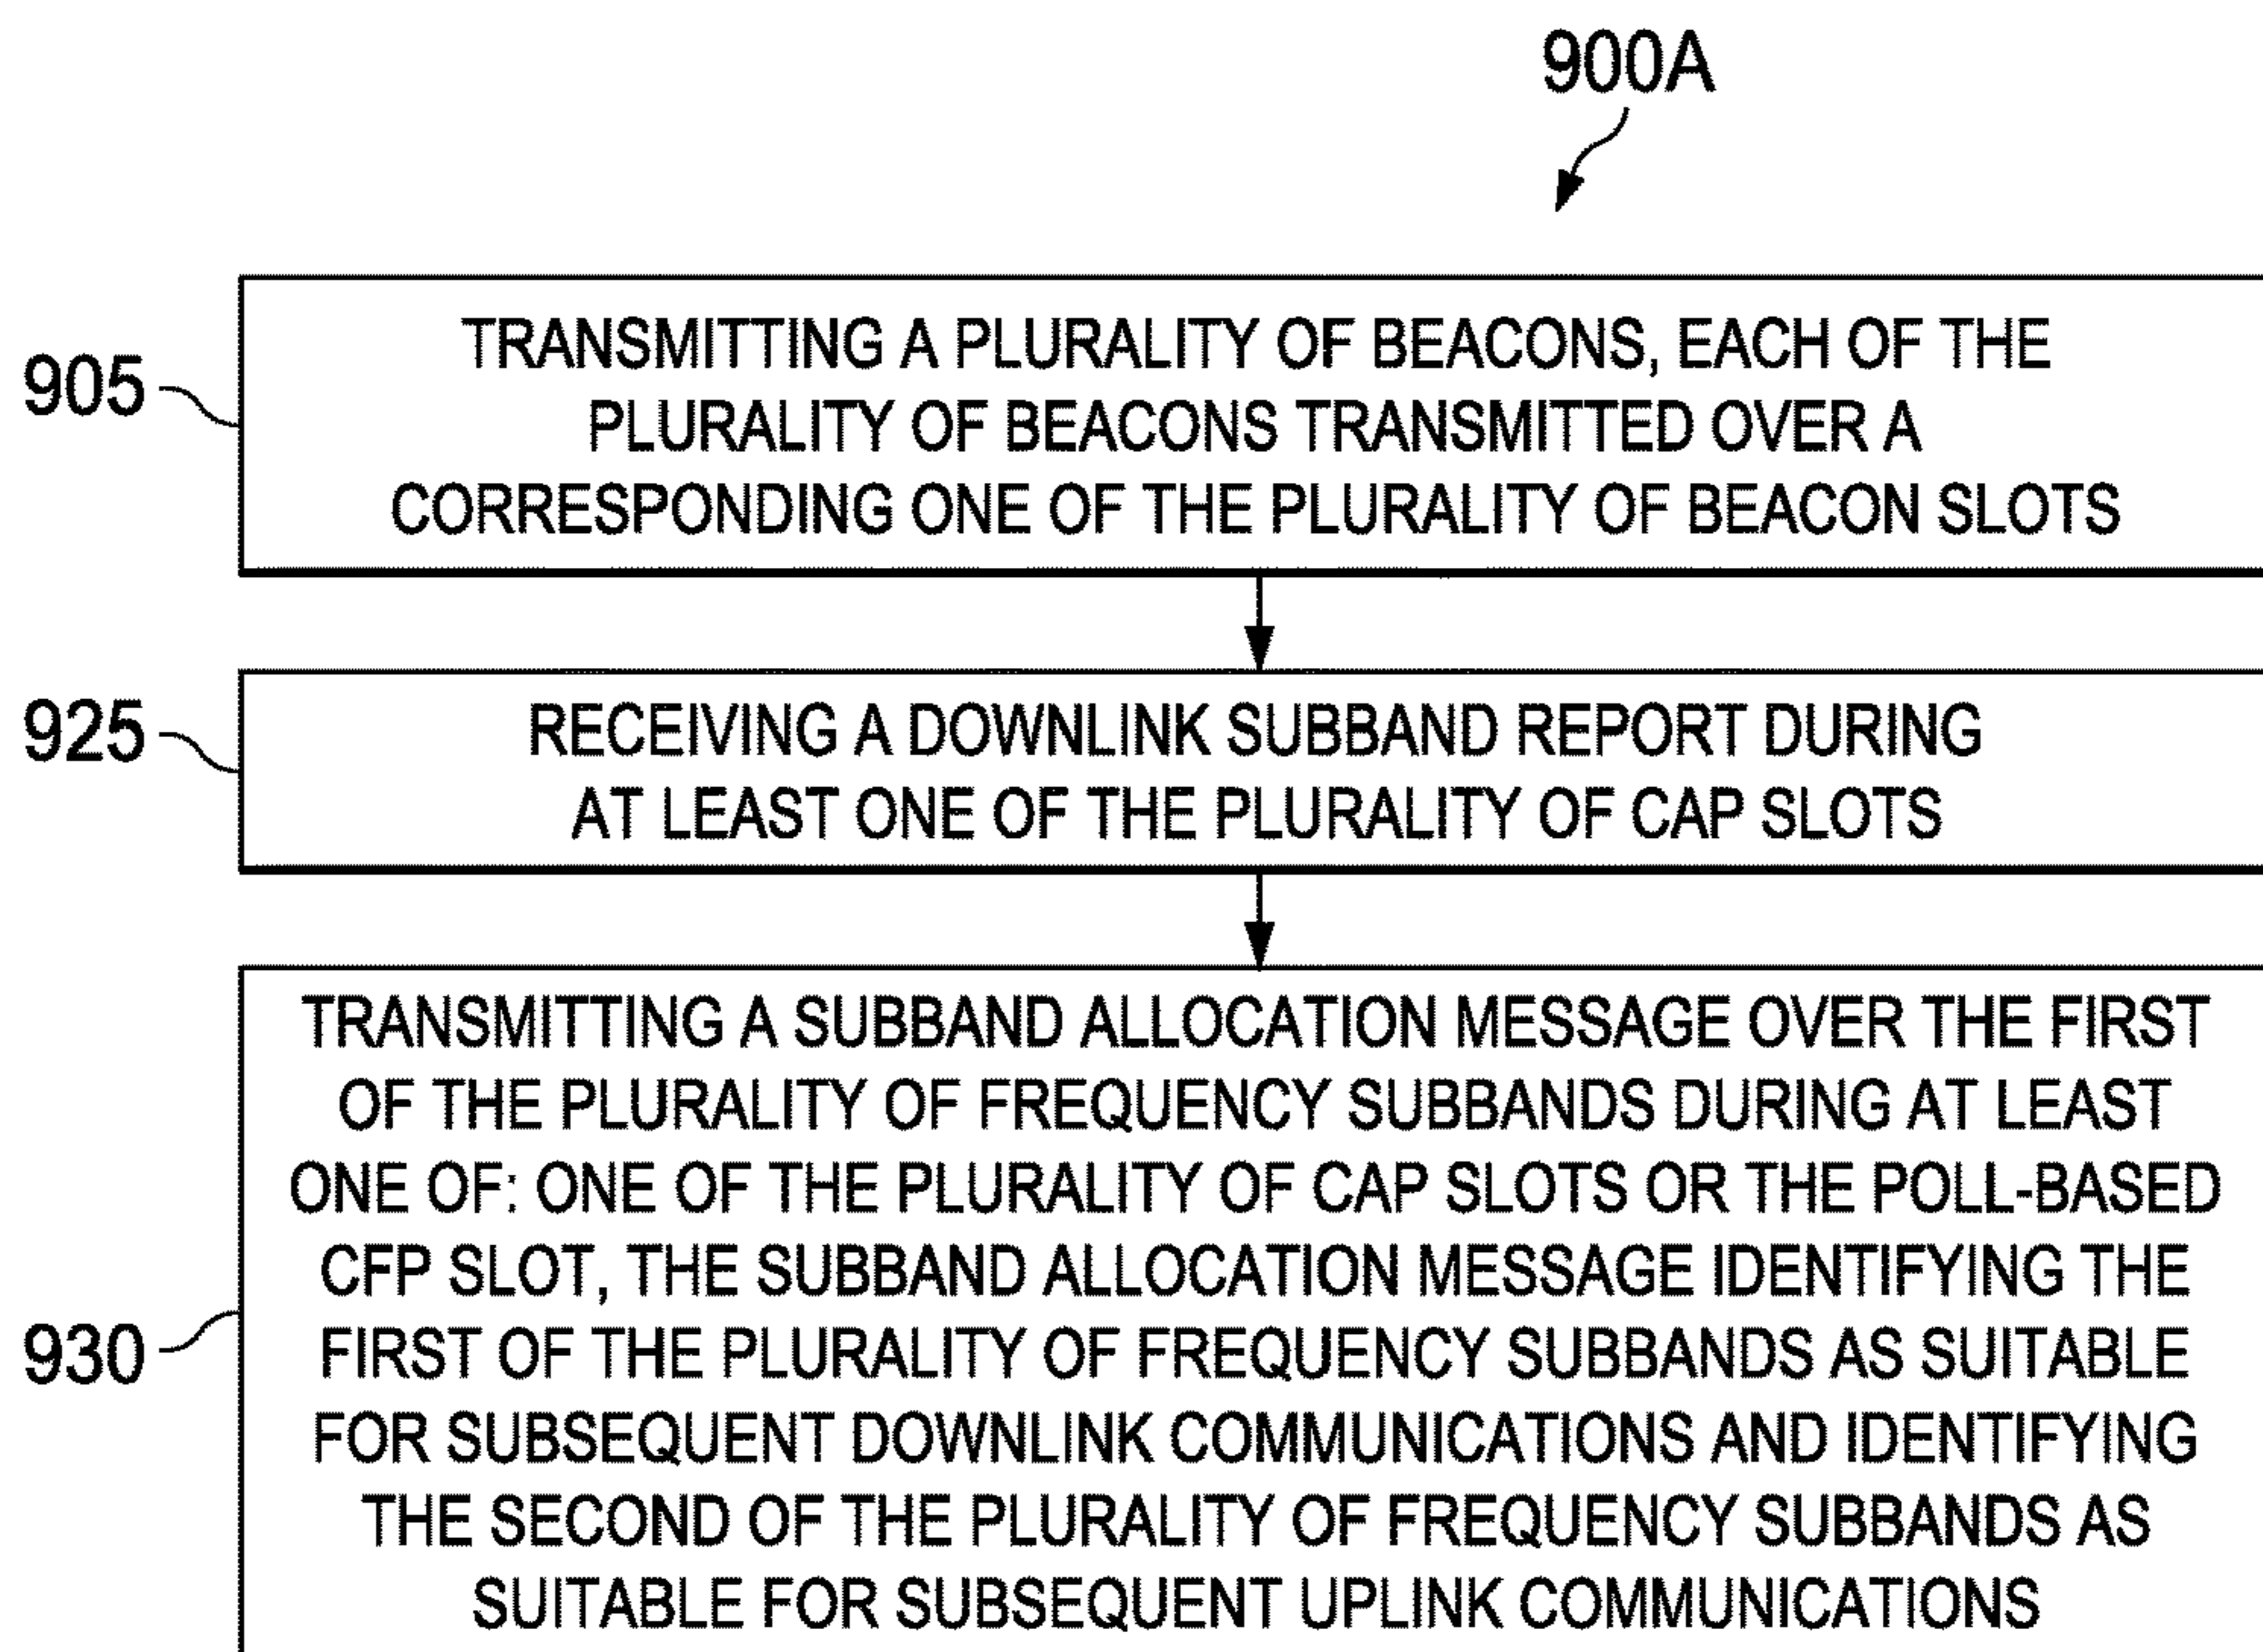 900A
905
TRANSMITTING A PLURALITY OF BEACONS, EACH OF THE
PLURALITY OF BEACONS TRANSMITTED OVER A
CORRESPONDING ONE OF THE PLURALITY OF BEACON SLOTS
925
RECEIVING A DOWNLINK SUBBAND REPORT DURING
AT LEAST ONE OF THE PLURALITY OF CAP SLOTS
930
TRANSMITTING A SUBBAND ALLOCATION MESSAGE OVER THE FIRST
OF THE PLURALITY OF FREQUENCY SUBBANDS DURING AT LEAST
ONE OF: ONE OF THE PLURALITY OF CAP SLOTS OR THE POLL-BASED
CFP SLOT, THE SUBBAND ALLOCATION MESSAGE IDENTIFYING THE
FIRST OF THE PLURALITY OF FREQUENCY SUBBANDS AS SUITABLE
FOR SUBSEQUENT DOWNLINK COMMUNICATIONS AND IDENTIFYING
THE SECOND OF THE PLURALITY OF FREQUENCY SUBBANDS AS
SUITABLE FOR SUBSEQUENT UPLINK COMMUNICATIONS